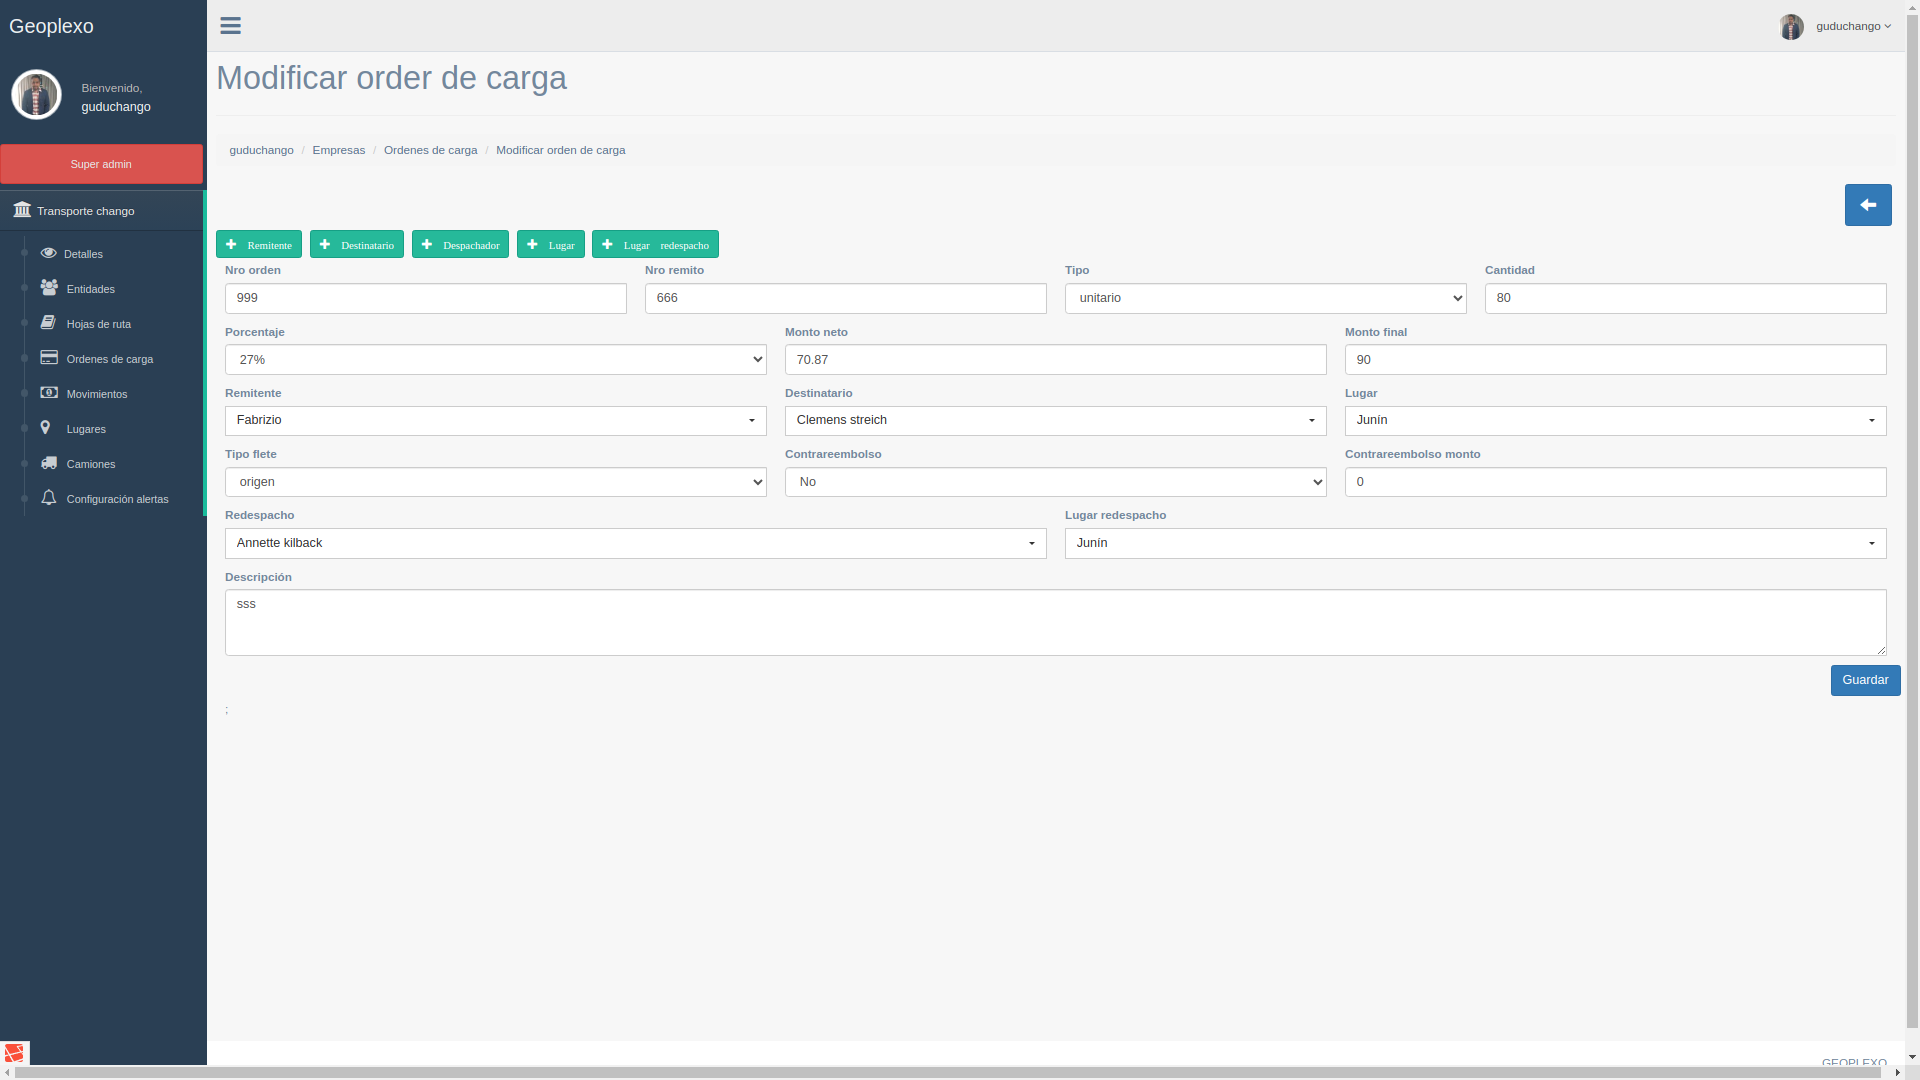 Geoplexo
guduchango
Bienvenido,
guduchango
Super admin
Transporte chango
Detalles
Entidades
Hojas de ruta
Ordenes de carga
Movimientos
Lugares
Camiones
Configuración alertas
Modificar order de carga
guduchango / Empresas / Ordenes de carga / Modificar orden de carga
Remitente Destinatario Despachador Lugar Lugar redespacho
Nro orden Nro remito Tipo Cantidad
999 666 unitario 80
Porcentaje Monto neto Monto final
27% 70.87 90
Remitente Destinatario Lugar
Fabrizio Clemens streich Junín
Tipo flete Contrareembolso Contrareembolso monto
origen No 0
Redespacho Lugar redespacho
Annette kilback Junín
Descripción
sss
Guardar
;
GEOPLEXO